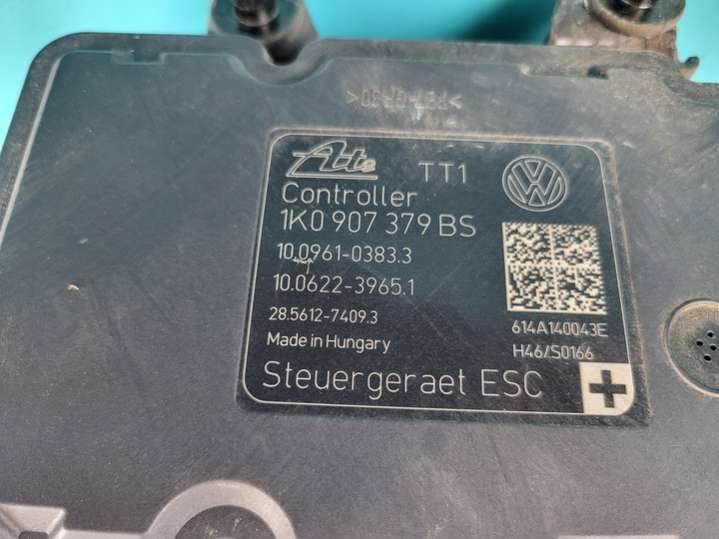 Ate
TT1
Controller
1K0 907 379 BS
10.0961-0383.3
10.0622-3965.1
28.5612-7409.3
Made in Hungary
614A140043E
H46/S0166
Steuergeraet ESC